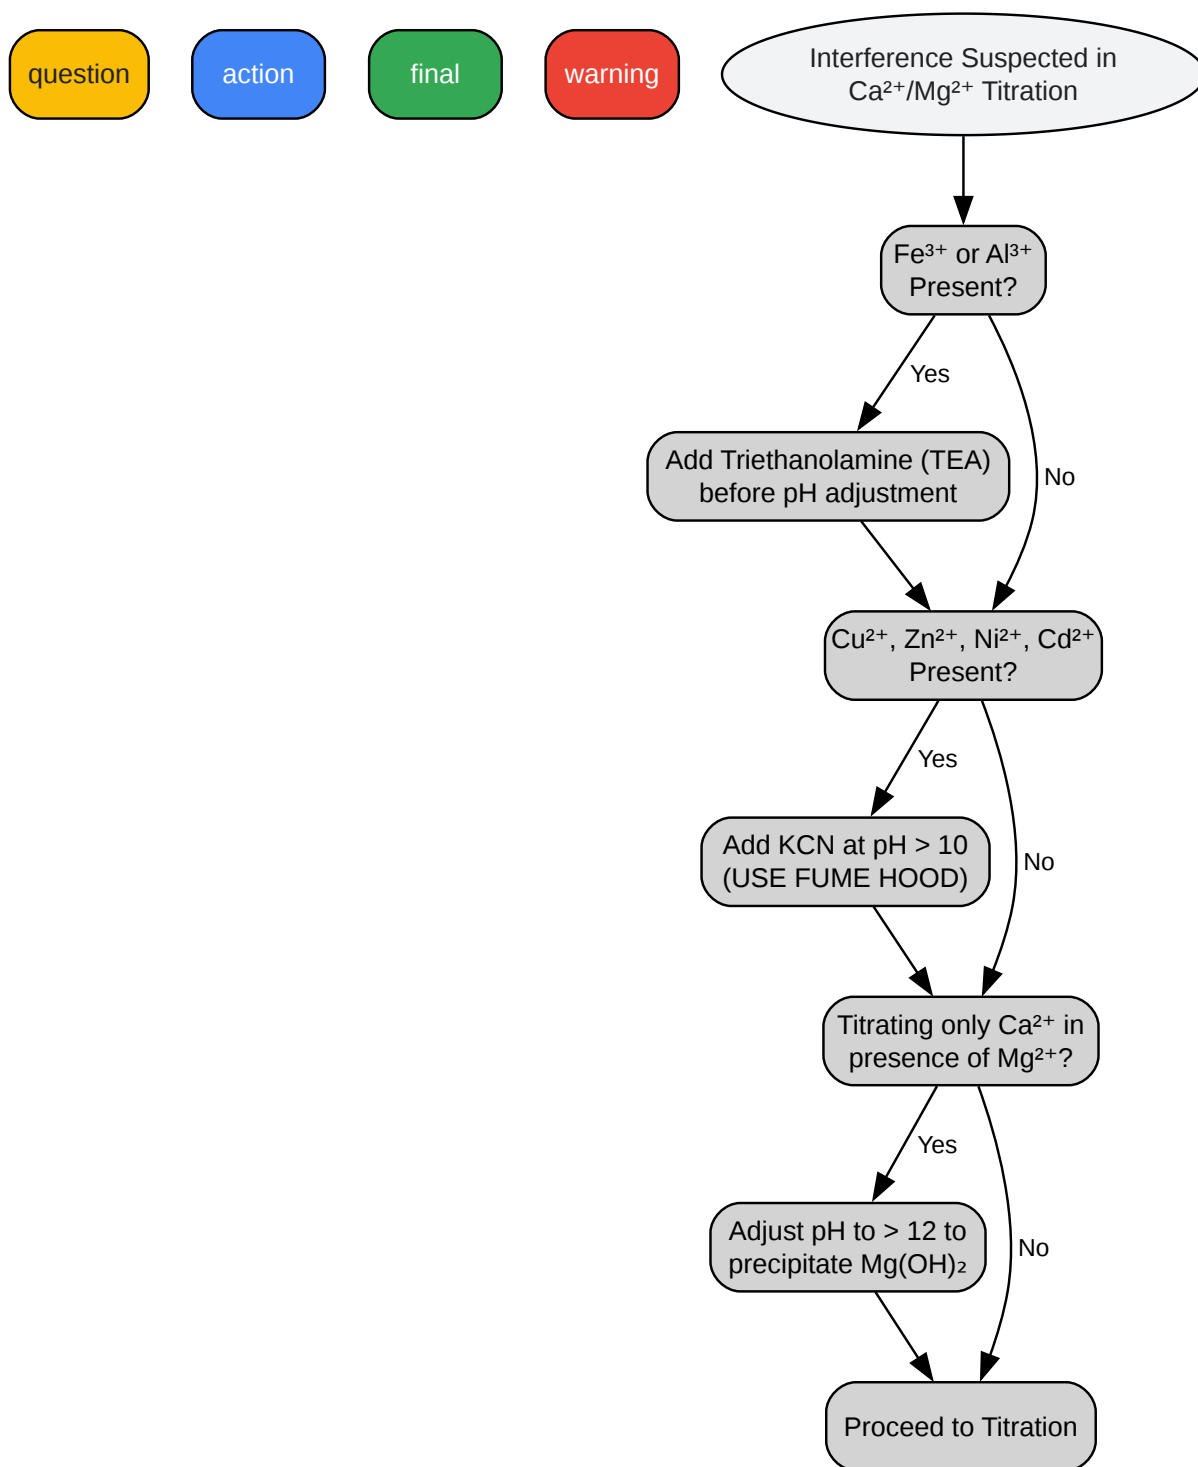 question
action
final
warning
Interference Suspected in
Ca²⁺/Mg²⁺ Titration
Fe³⁺ or Al³⁺
Present?
Yes
No
Add Triethanolamine (TEA)
before pH adjustment
Cu²⁺, Zn²⁺, Ni²⁺, Cd²⁺
Present?
Yes
No
Add KCN at pH > 10
(USE FUME HOOD)
Titrating only Ca²⁺ in
presence of Mg²⁺?
Yes
No
Adjust pH to > 12 to
precipitate Mg(OH)₂
Proceed to Titration